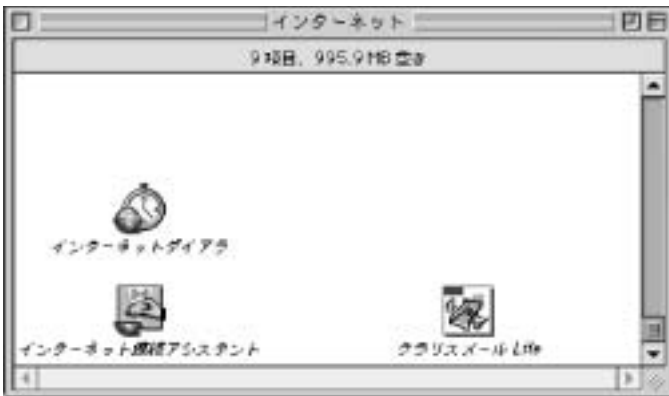 インターネット
9 項目、995.9 MB 空き
インターネットダイアラ
インターネット接続アシスタント
クラリスメール Lite